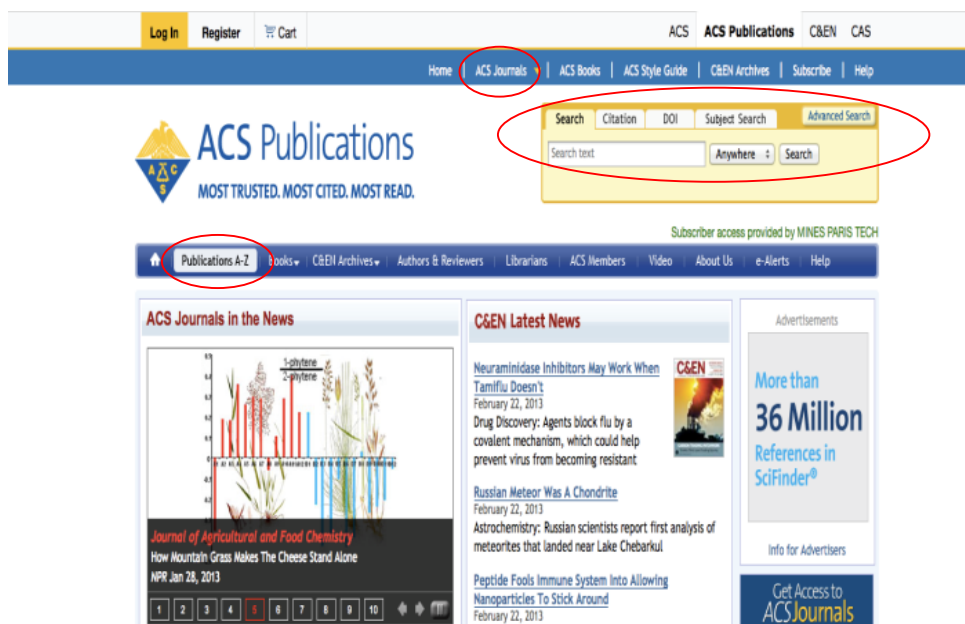 Log In Register Cart ACS ACS Publications C&EN CAS
Home ACS Journals ACS Books ACS Style Guide C&EN Archives Subscribe Help
Search Citation DOI Subject Search Advanced Search
Search text Anywhere Search
ACS Publications
MOST TRUSTED. MOST CITED. MOST READ.
A C S
Subscriber access provided by MINES PARIS TECH
Publications A-Z Books C&EN Archives Authors & Reviewers Librarians ACS Members Video About Us e-Alerts Help
ACS Journals in the News
1-phytene
2-phytene
Journal of Agricultural and Food Chemistry
How Mountain Grass Makes The Cheese Stand Alone
NPR Jan 28, 2013
1 2 3 4 5 6 7 8 9 10
C&EN Latest News
Neuraminidase Inhibitors May Work When
Tamiflu Doesn't
February 22, 2013
Drug Discovery: Agents block flu by a
covalent mechanism, which could help
prevent virus from becoming resistant
C&EN
Russian Meteor Was A Chondrite
February 22, 2013
Astrochemistry: Russian scientists report first analysis of
meteorites that landed near Lake Chebarkul
Peptide Fools Immune System Into Allowing
Nanoparticles To Stick Around
February 22, 2013
Advertisements
More than
36 Million
References in
SciFinder®
Info for Advertisers
Get Access to
ACSJournals